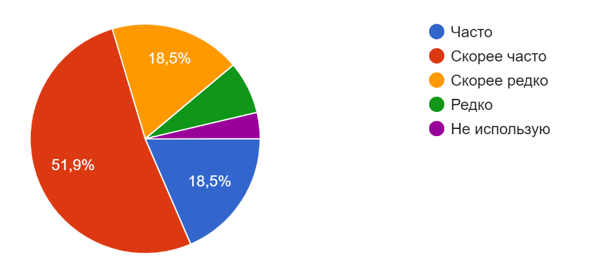 18,5%
51,9%
18,5%
Часто
Скорее часто
Скорее редко
Редко
Не использую